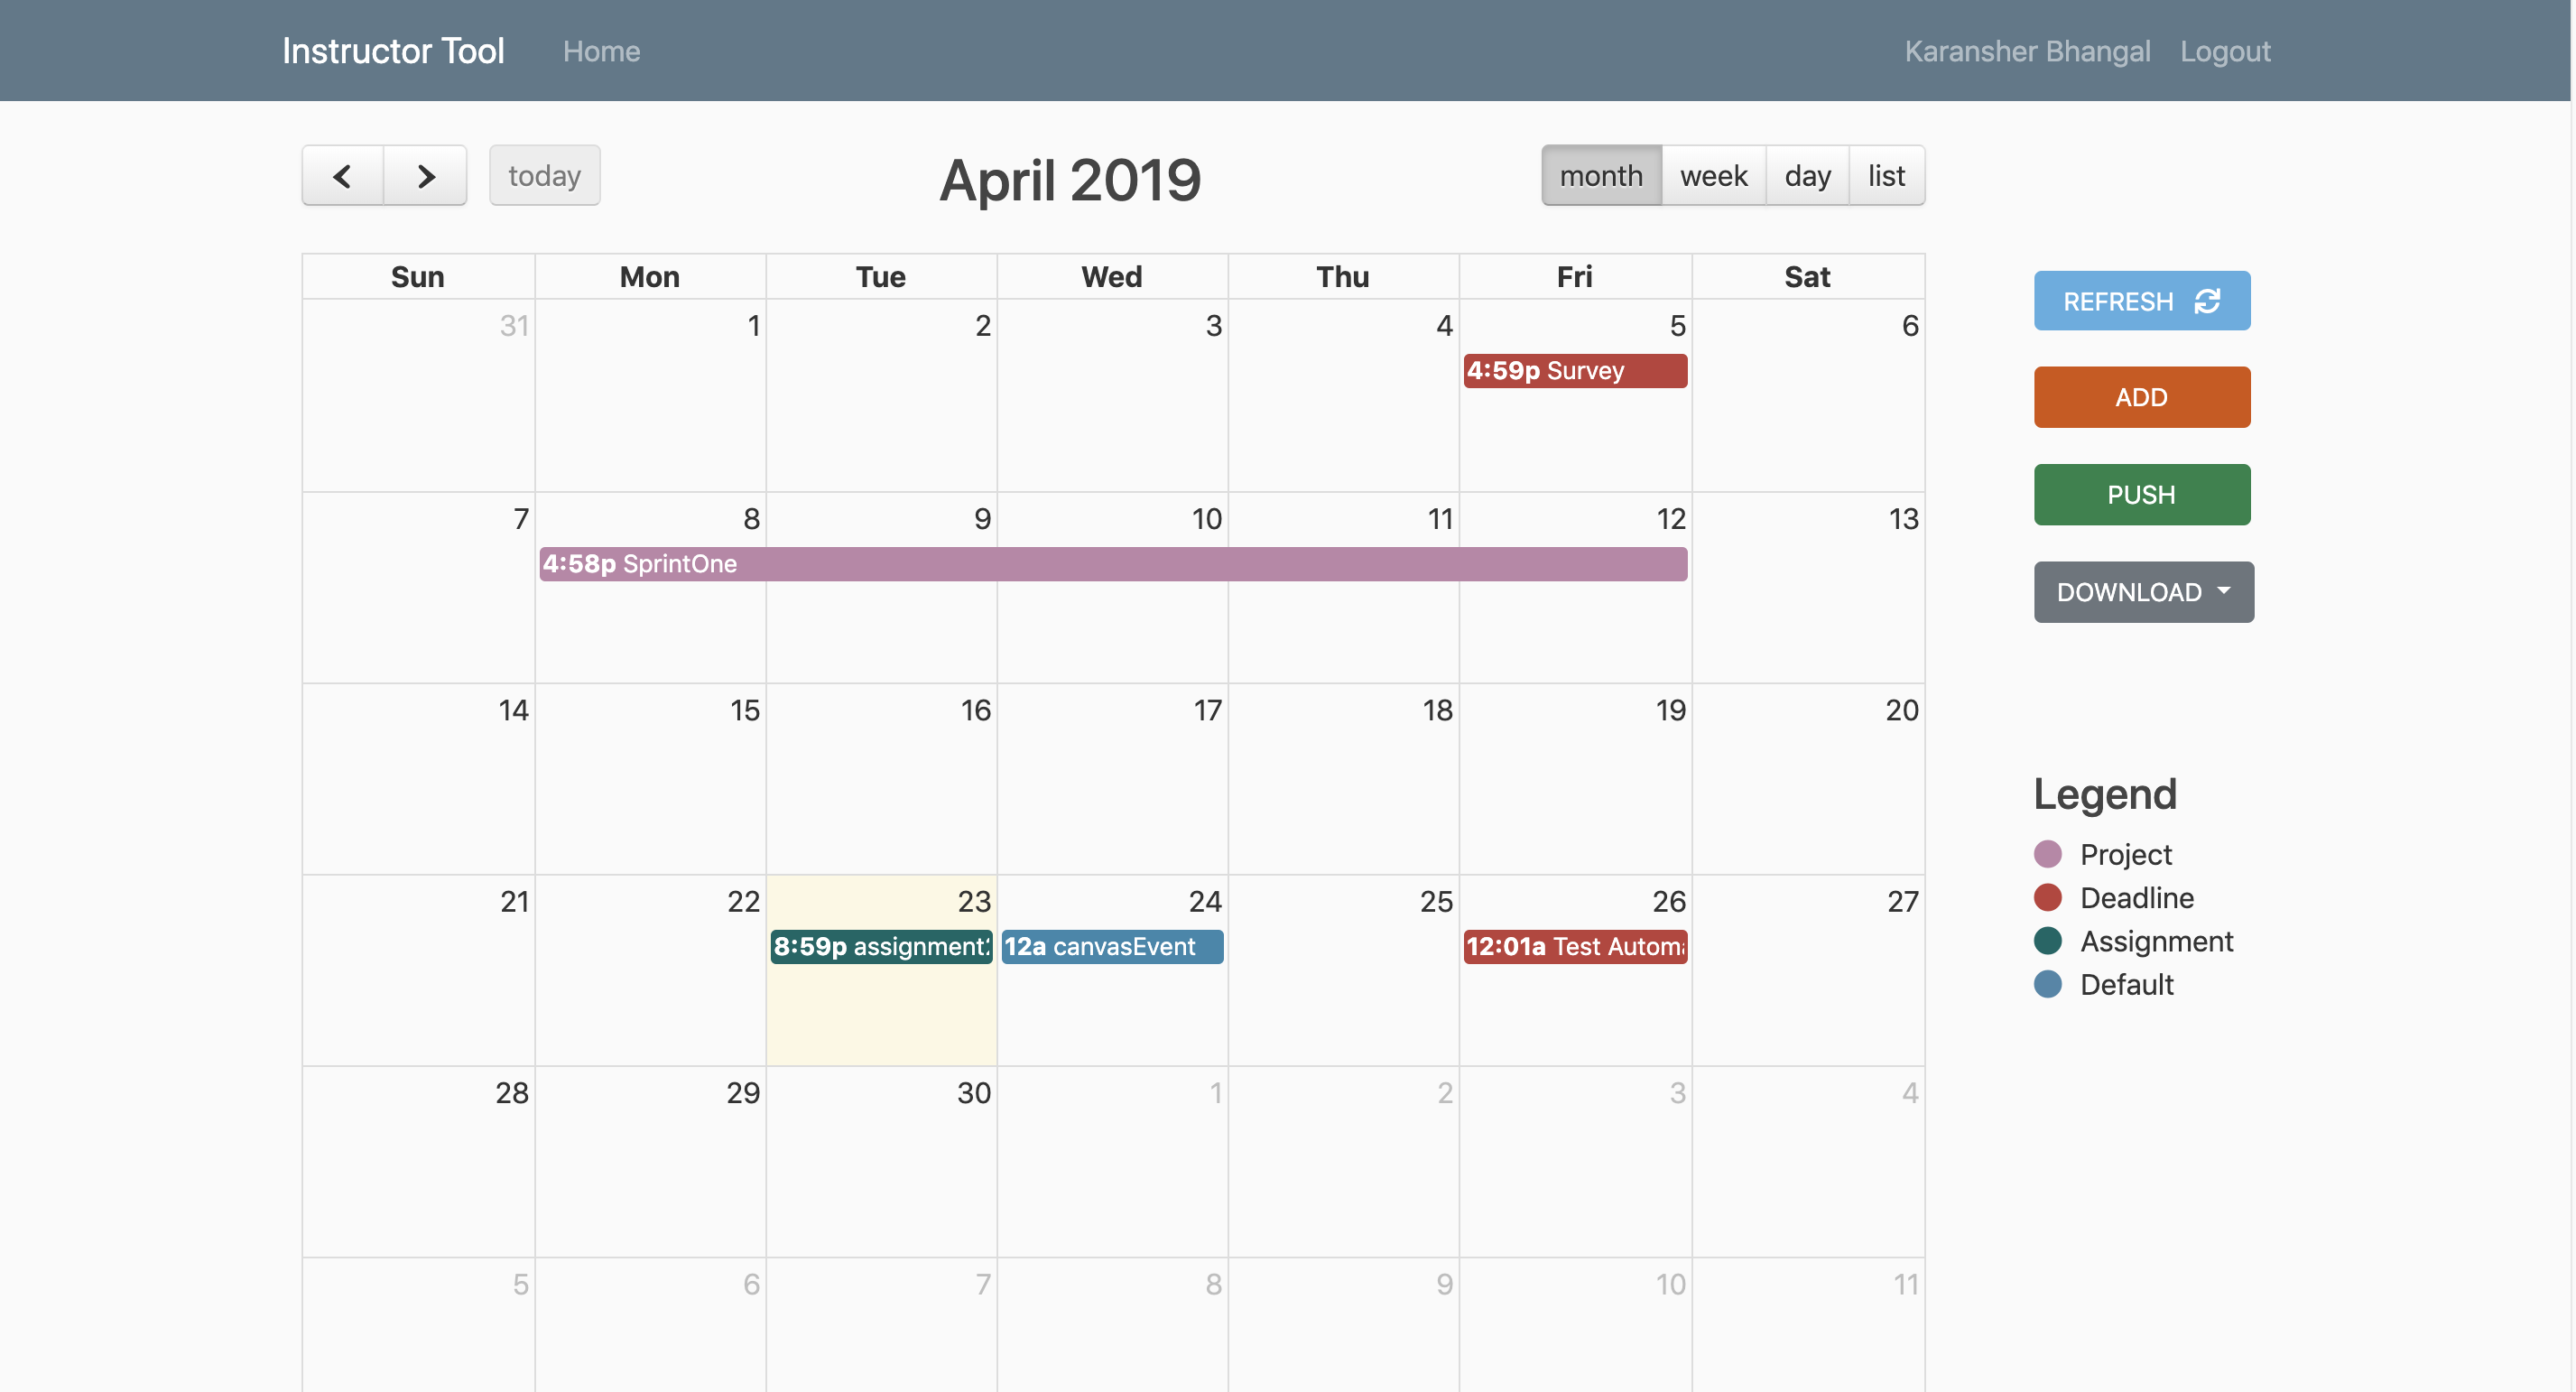 Instructor Tool Home Karansher Bhangal Logout
today April 2019 month week day list
Sun Mon Tue Wed Thu Fri Sat
31 1 2 3 4 5 6
4:59p Survey
7 8 9 10 11 12 13
4:58p SprintOne
14 15 16 17 18 19 20
21 22 23 24 25 26 27
8:59p assignment 12a canvasEvent 12:01a Test
28 29 30 1 2 3 4
5 6 7 8 9 10 11
REFRESH
ADD
PUSH
DOWNLOAD
Legend
Project
Deadline
Assignment
Default